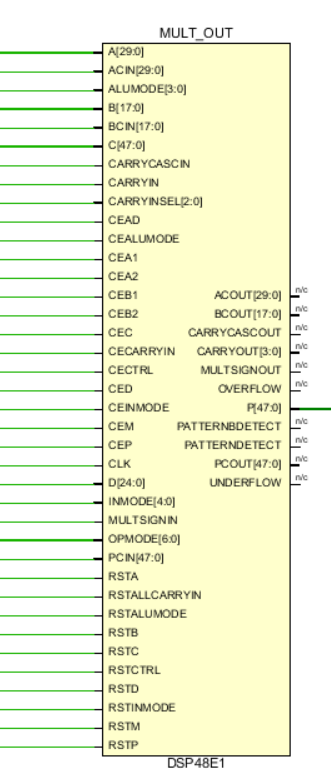 MULT_OUT
A[29:0]
ACIN[29:0]
ALUMODE[3:0]
B[17:0]
BCIN[17:0]
C[47:0]
CARRYCASCIN
CARRYIN
CARRYINSEL[2:0]
CEAD
CEALUMODE
CEA1
CEA2
CEB1 ACOUT[29:0] n/c
CEB2 BCOUT[17:0] n/c
CEC CARRYCASCOUT n/c
CECARRYIN CARRYOUT[3:0] n/c
CECTRL MULTSIGNOUT n/c
CED OVERFLOW n/c
CEINMODE P[47:0]
CEM PATTERNBDETECT n/c
CEP PATTERNDETECT n/c
CLK PCOUT[47:0] n/c
D[24:0] UNDERFLOW n/c
INMODE[4:0]
MULTSIGNIN
OPMODE[6:0]
PCIN[47:0]
RSTA
RSTALLCARRYIN
RSTALUMODE
RSTB
RSTC
RSTCTRL
RSTD
RSTINMODE
RSTM
RSTP
DSP48E1